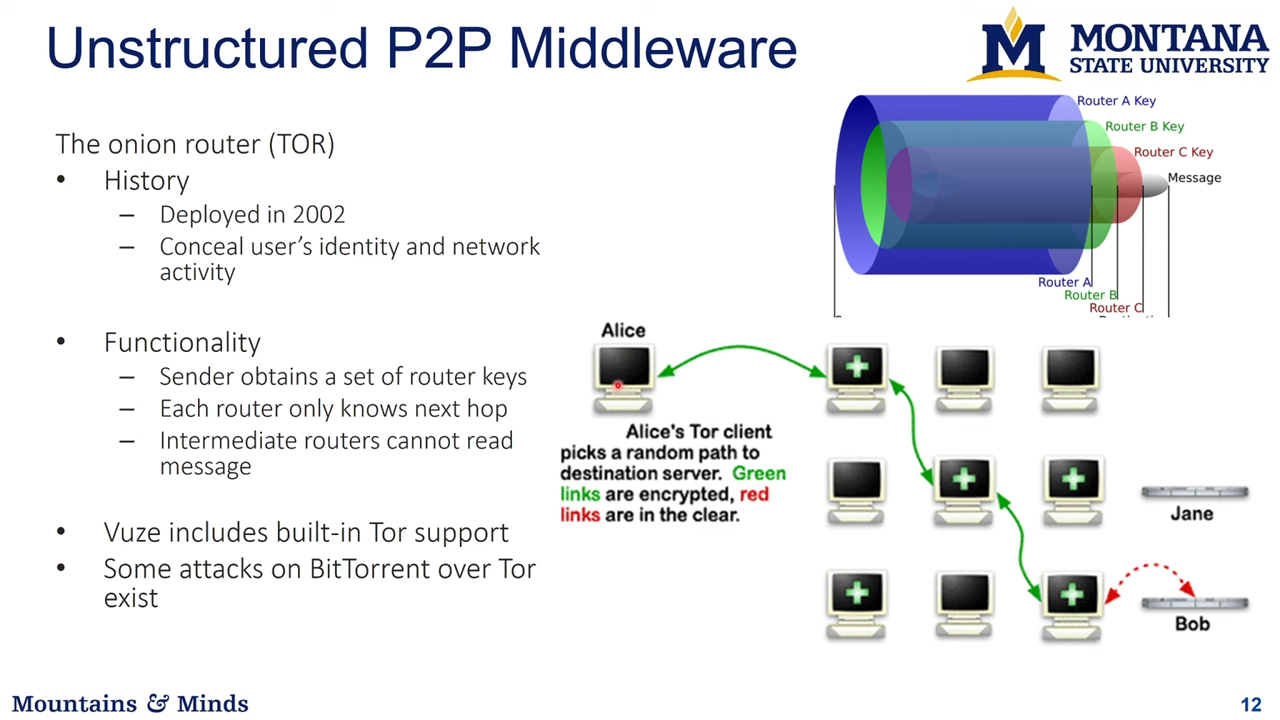 Unstructured P2P Middleware
MONTANA
STATE UNIVERSITY
The onion router (TOR)
• History
– Deployed in 2002
– Conceal user's identity and network
activity
• Functionality
– Sender obtains a set of router keys
– Each router only knows next hop
– Intermediate routers cannot read
message
• Vuze includes built-in Tor support
• Some attacks on BitTorrent over Tor
exist
Router A Key
Router B Key
Router C Key
Message
Router A
Router B
Router C
Alice
Alice's Tor client
picks a random path to
destination server. Green
links are encrypted, red
links are in the clear.
Jane
Bob
Mountains & Minds
12